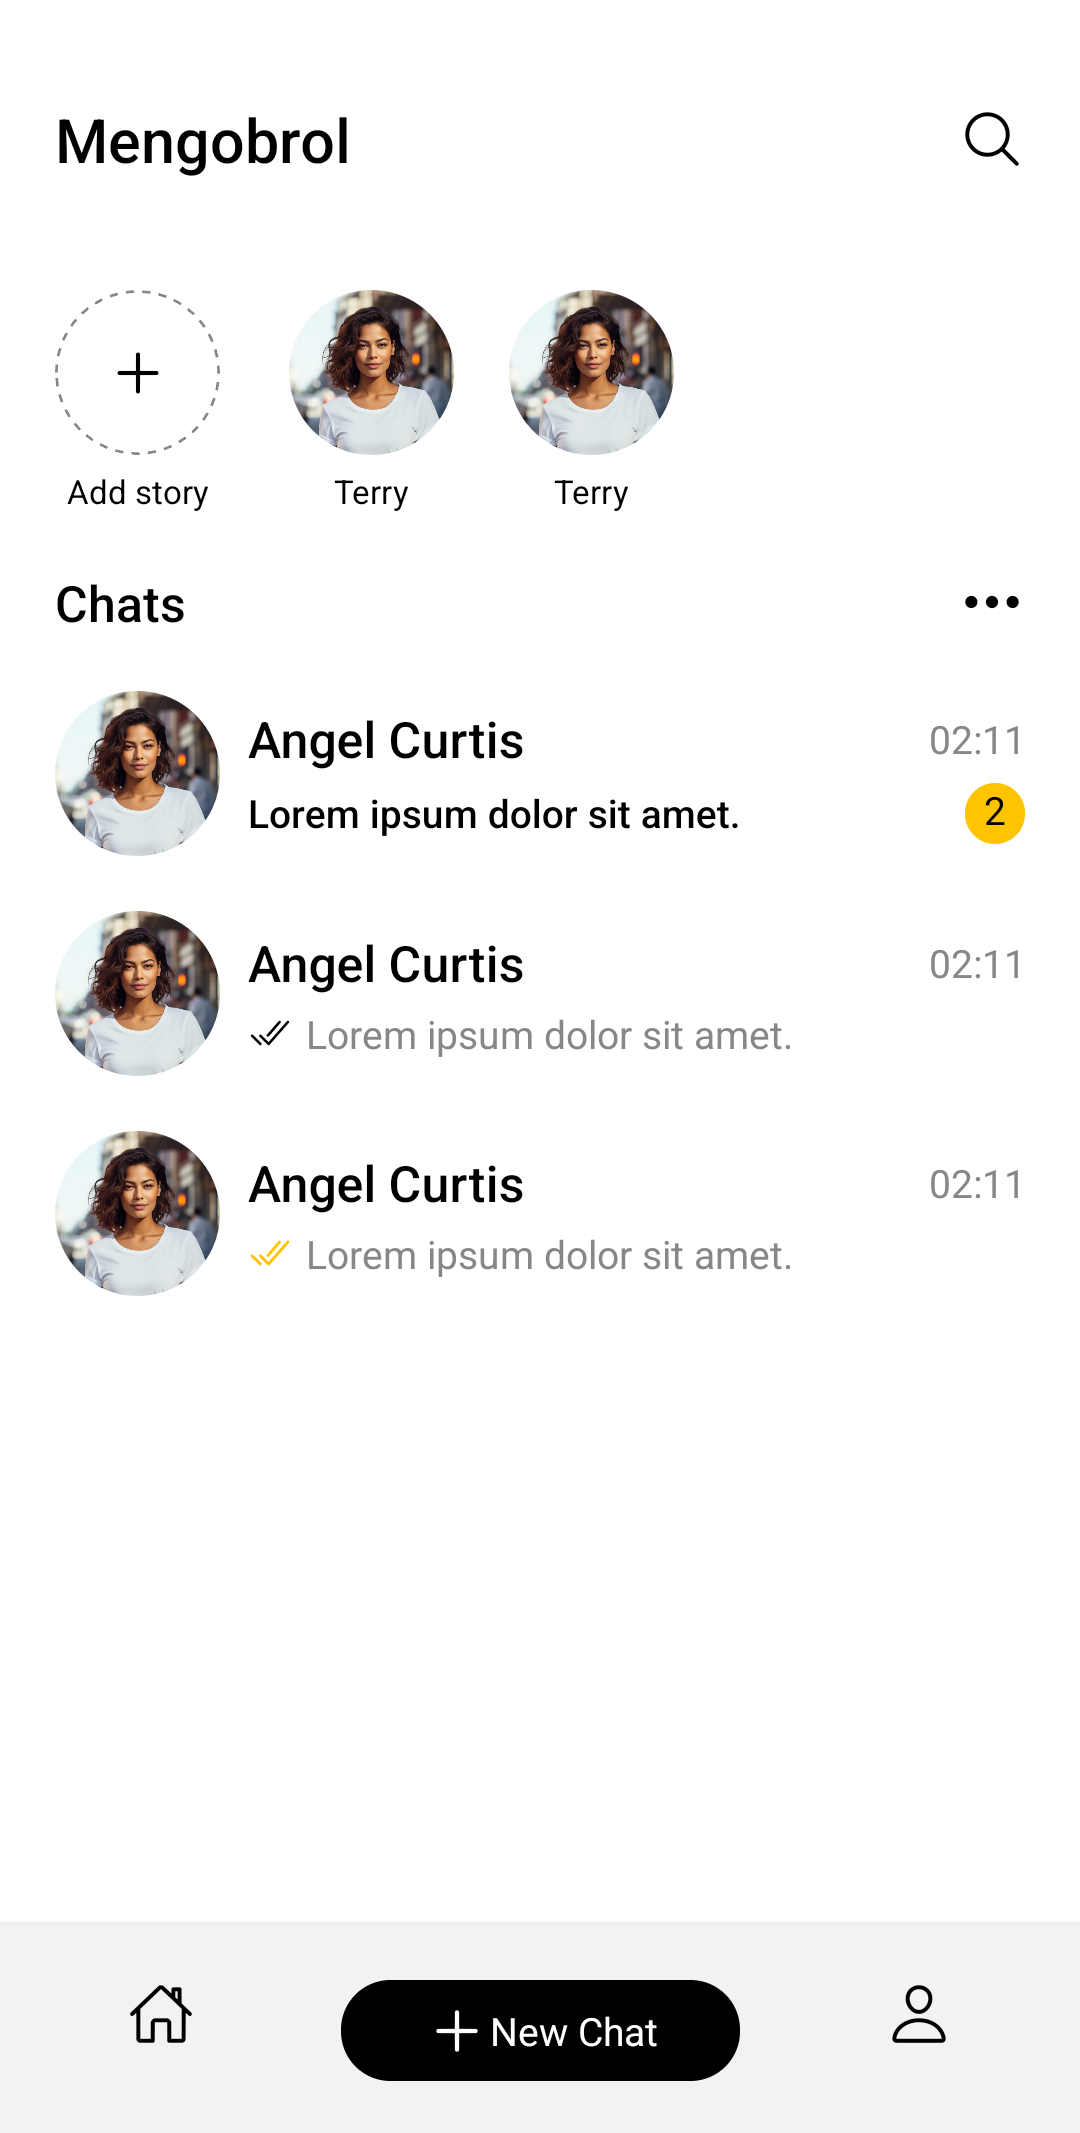 Mengobrol
Add story
Terry
Terry
Chats
Angel Curtis
02:11
Lorem ipsum dolor sit amet.
2
Angel Curtis
02:11
Lorem ipsum dolor sit amet.
Angel Curtis
02:11
Lorem ipsum dolor sit amet.
New Chat